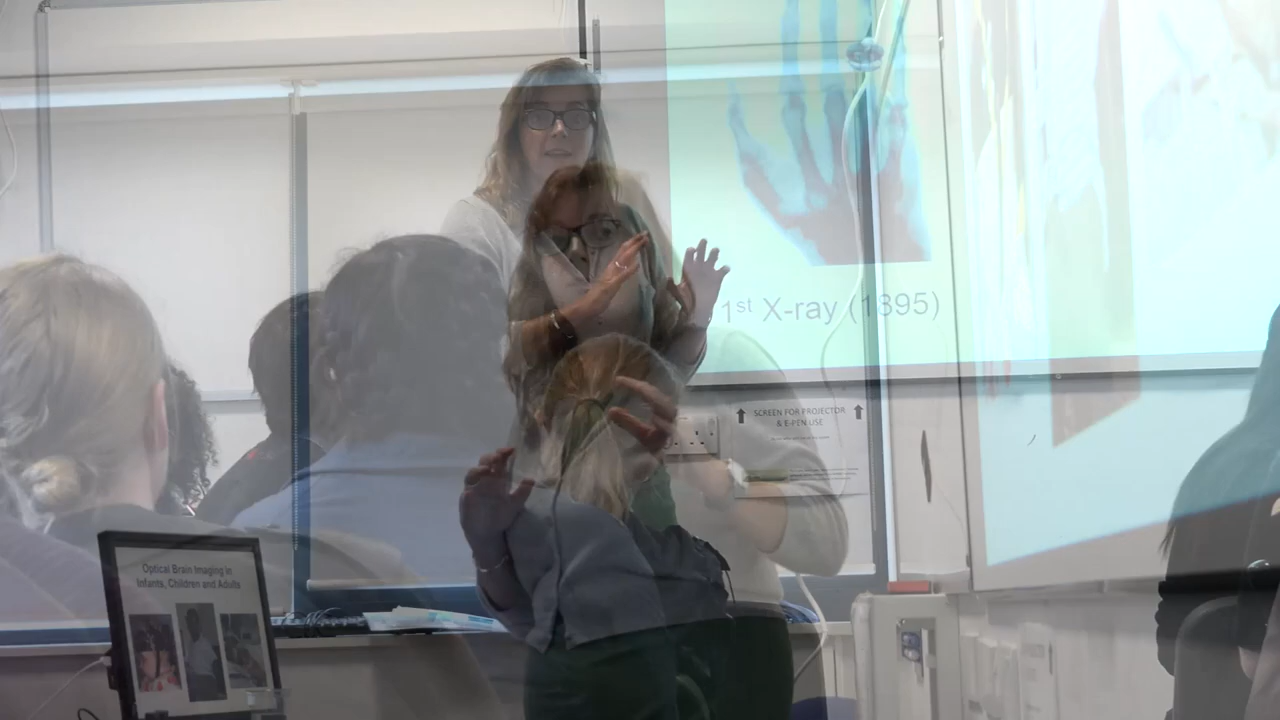 1st X-ray (1895)
SCREEN FOR PROJECTOR
& E-PEN USE
Optical Brain Imaging in
Infants, Children and Adults